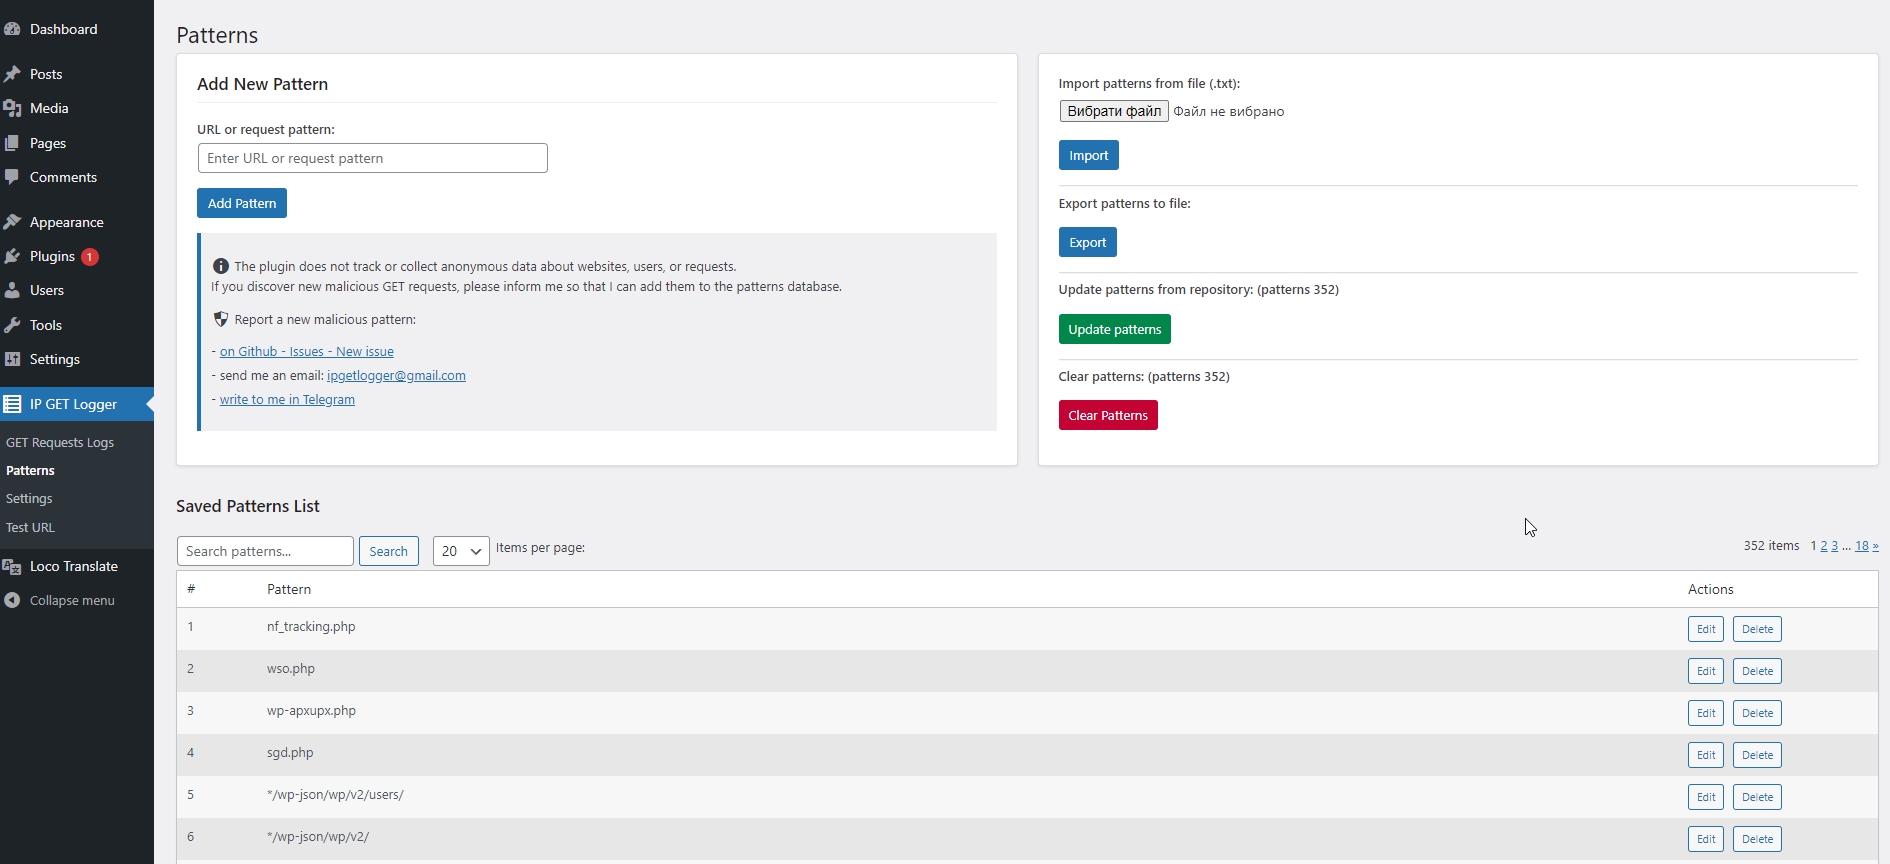 Dashboard
Posts
Media
Pages
Comments
Appearance
Plugins 1
Users
Tools
Settings
IP GET Logger
GET Requests Logs
Patterns
Settings
Test URL
Loco Translate
Collapse menu
Patterns
Add New Pattern
URL or request pattern:
Enter URL or request pattern
Add Pattern
The plugin does not track or collect anonymous data about websites, users, or requests.
If you discover new malicious GET requests, please inform me so that I can add them to the patterns database.
Report a new malicious pattern:
- on Github - Issues - New issue
- send me an email: ipgetlogger@gmail.com
- write to me in Telegram
Import patterns from file (.txt):
Вибрати файл Файл не вибрано
Import
Export patterns to file:
Export
Update patterns from repository: (patterns 352)
Update patterns
Clear patterns: (patterns 352)
Clear Patterns
Saved Patterns List
Search patterns... Search 20 Items per page: 352 items 1 2 3 ... 18 »
# Pattern Actions
1 nf_tracking.php Edit Delete
2 wso.php Edit Delete
3 wp-apxupx.php Edit Delete
4 sgd.php Edit Delete
5 */wp-json/wp/v2/users/ Edit Delete
6 */wp-json/wp/v2/ Edit Delete